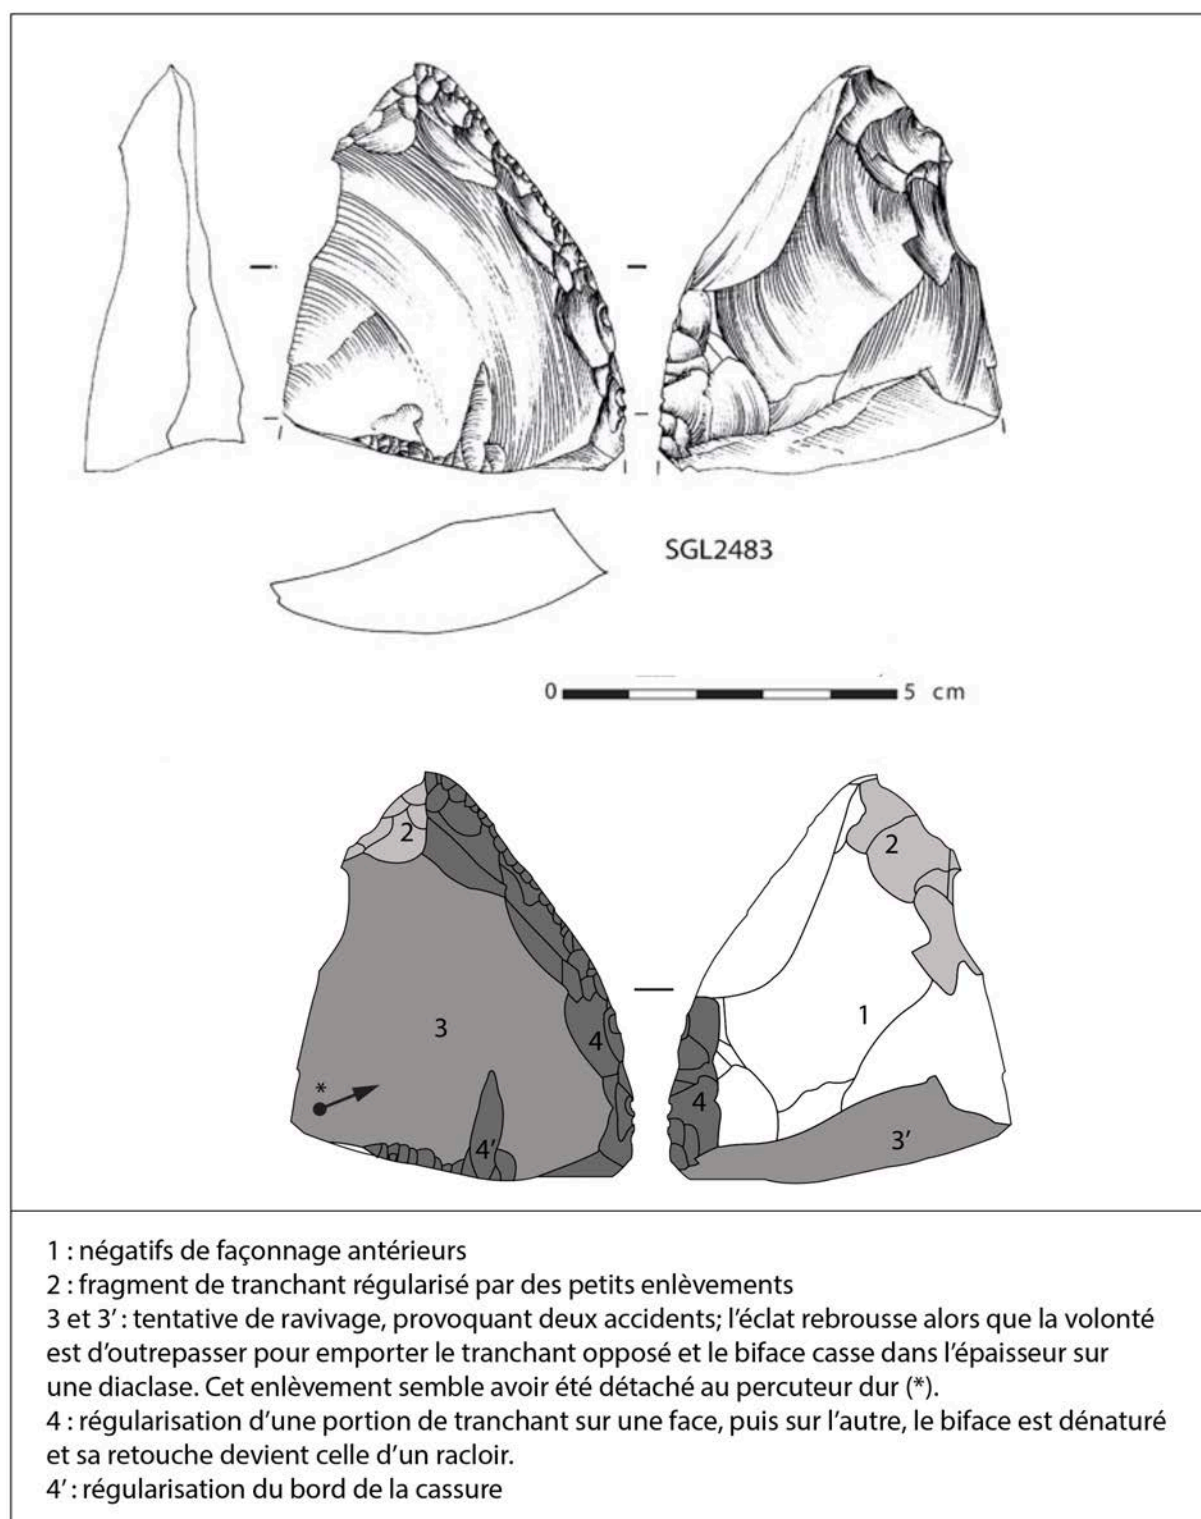 SGL2483
0 5 cm
2
2
3
1
4
4
*
4′
3′
1 : négatifs de façonnage antérieurs
2 : fragment de tranchant régularisé par des petits enlèvements
3 et 3′ : tentative de ravivage, provoquant deux accidents; l’éclat rebrousse alors que la volonté
est d’outrepasser pour emporter le tranchant opposé et le biface casse dans l’épaisseur sur
une diaclase. Cet enlèvement semble avoir été détaché au percuteur dur (*).
4 : régularisation d’une portion de tranchant sur une face, puis sur l’autre, le biface est dénaturé
et sa retouche devient celle d’un racloir.
4′ : régularisation du bord de la cassure